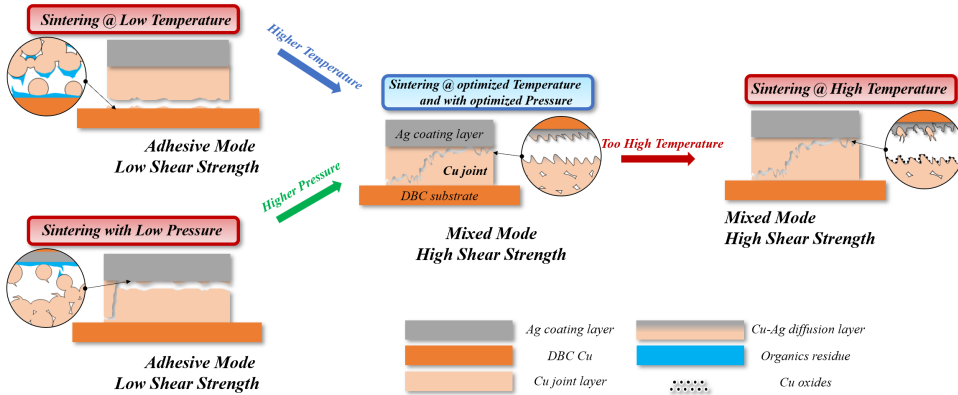 Sintering @ Low Temperature
Adhesive Mode
Low Shear Strength
Higher Temperature
Sintering with Low Pressure
Adhesive Mode
Low Shear Strength
Higher Pressure
Sintering @ optimized Temperature
and with optimized Pressure
Ag coating layer
Cu joint
DBC substrate
Mixed Mode
High Shear Strength
Too High Temperature
Sintering @ High Temperature
Mixed Mode
High Shear Strength
Ag coating layer
DBC Cu
Cu joint layer
Cu-Ag diffusion layer
Organics residue
Cu oxides